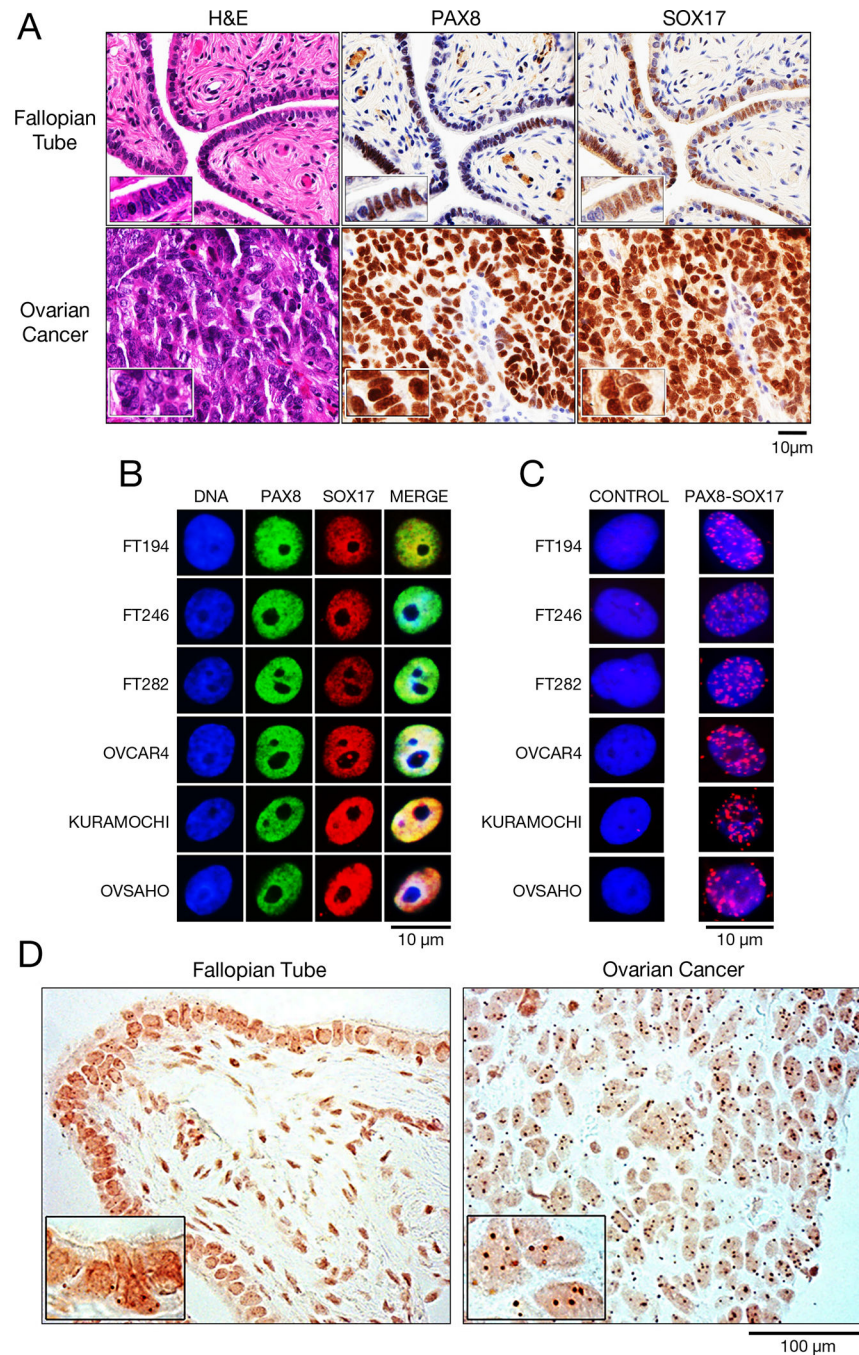 A
H&E PAX8 SOX17
Fallopian
Tube
Ovarian
Cancer
10μm
B
DNA PAX8 SOX17 MERGE
FT194
FT246
FT282
OVCAR4
KURAMOCHI
OVSAHO
10 μm
C
CONTROL PAX8-SOX17
FT194
FT246
FT282
OVCAR4
KURAMOCHI
OVSAHO
10 μm
D
Fallopian Tube Ovarian Cancer
100 μm